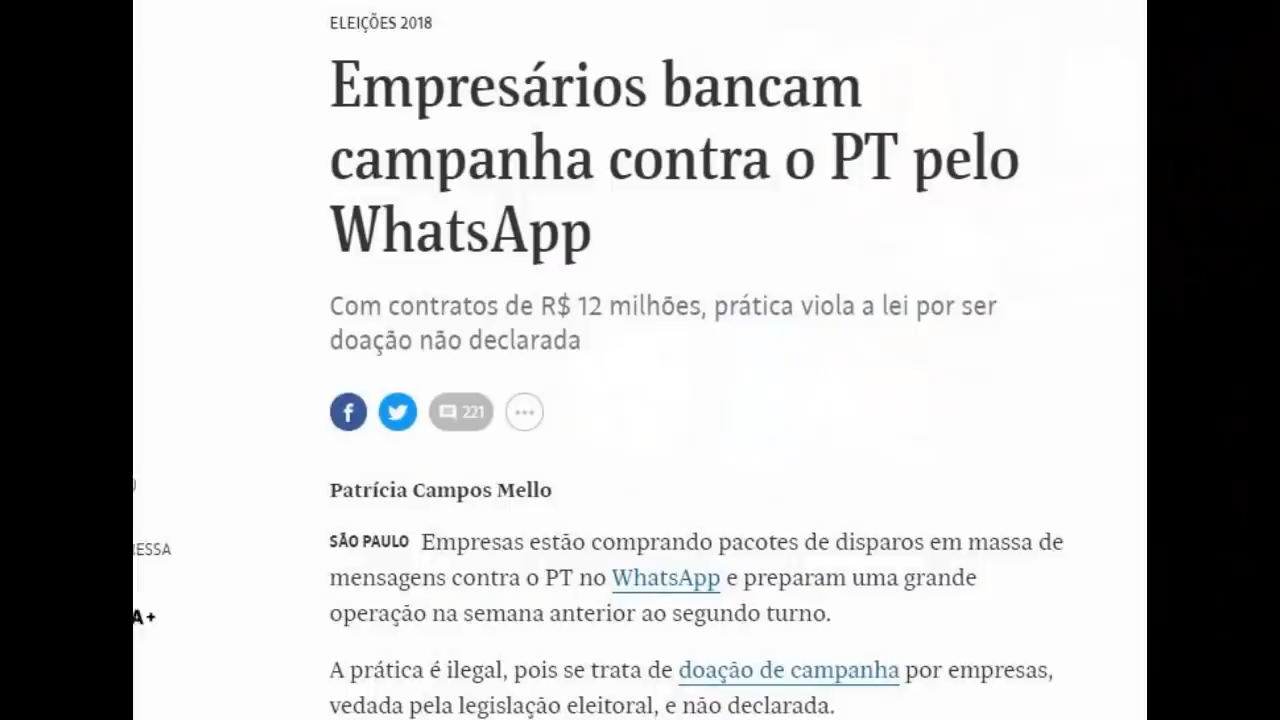 ELEIÇÕES 2018
Empresários bancam
campanha contra o PT pelo
WhatsApp
Com contratos de R$ 12 milhões, prática viola a lei por ser
doação não declarada
221
Patrícia Campos Mello
SÃO PAULO Empresas estão comprando pacotes de disparos em massa de
mensagens contra o PT no WhatsApp e preparam uma grande
ESSA
operação na semana anterior ao segundo turno.
A+
A prática é ilegal, pois se trata de doação de campanha por empresas,
vedada pela legislação eleitoral, e não declarada.